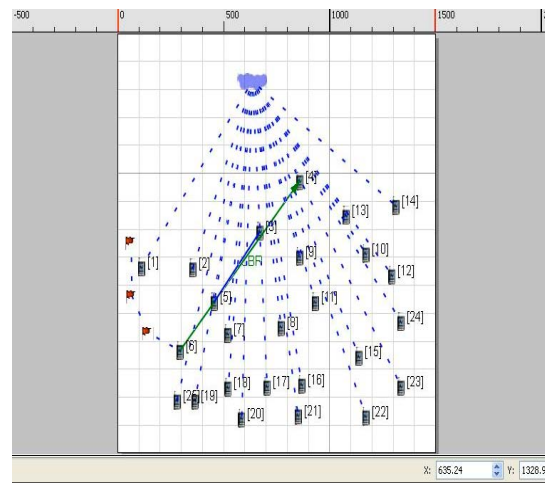 -500 0 500 1000 1500
[4]
[14]
[13]
[3]
[1] [2] CBR [9] [10]
[12]
[5] [11]
[24]
[7] [8]
[6] [15]
[18] [17] [16] [23]
[25] [19]
[20] [21] [22]
X: 635.24 Y: 1328.9